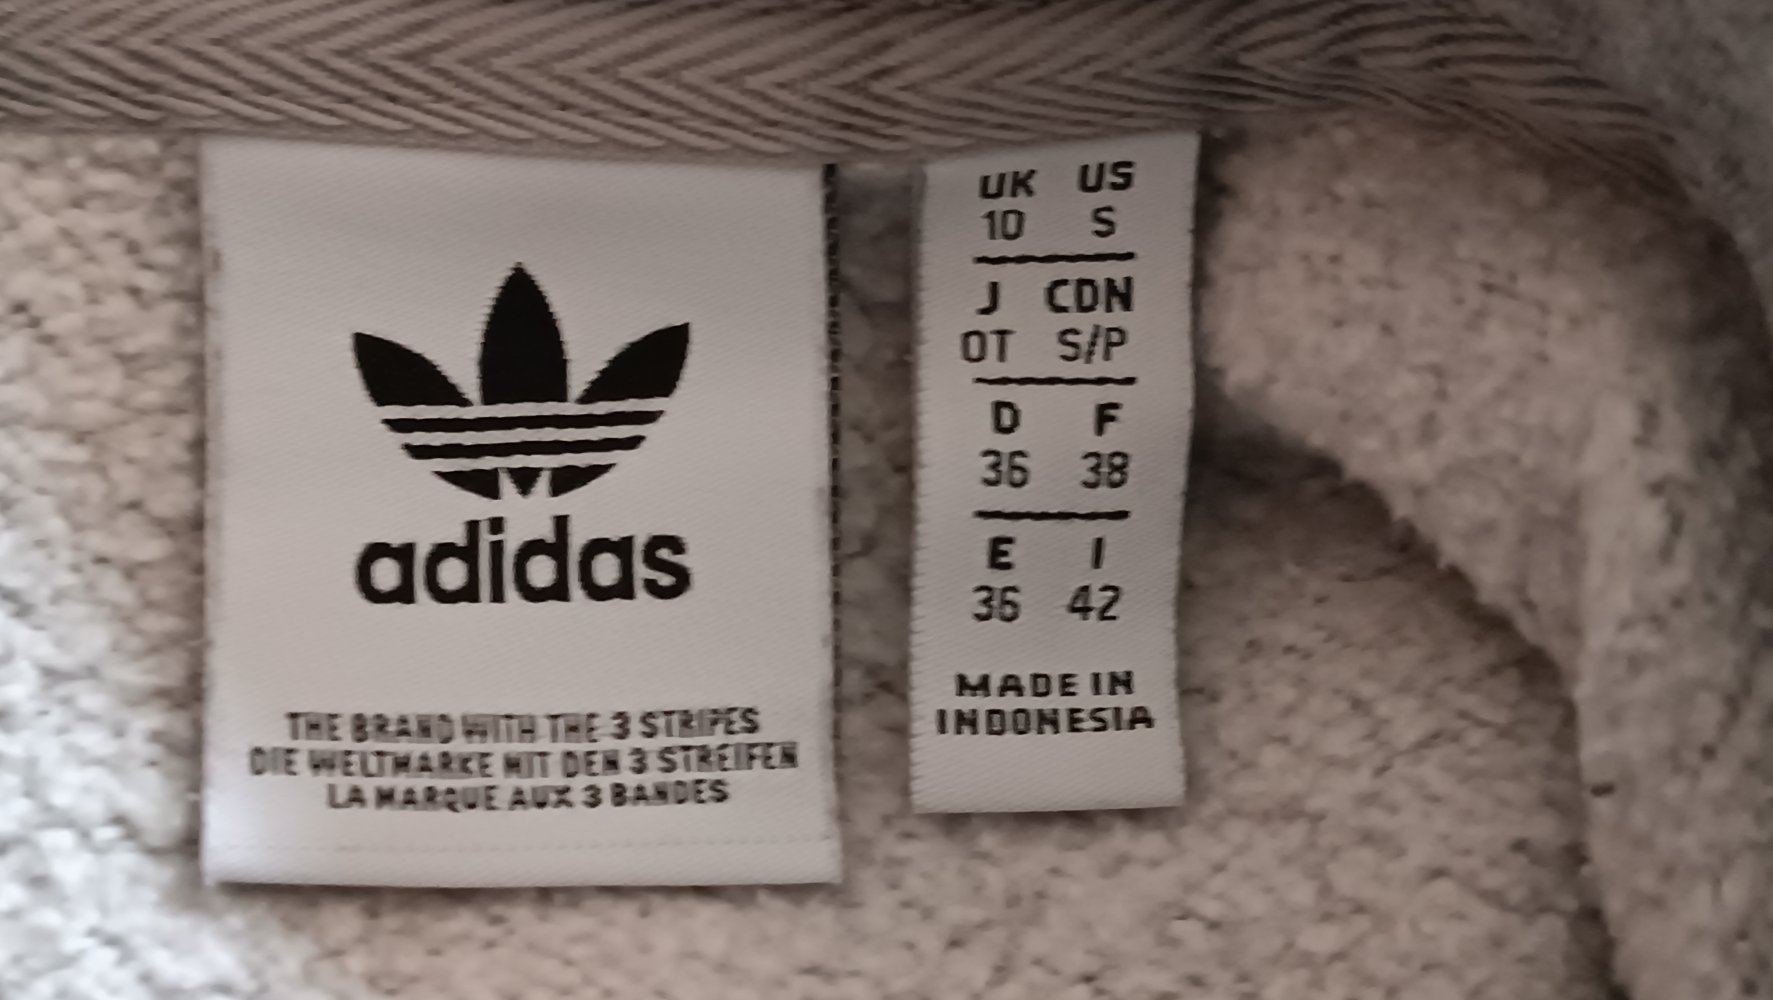 adidas
THE BRAND WITH THE 3 STRIPES
DIE WELTMARKE MIT DEN 3 STREIFEN
LA MARQUE AUX 3 BANDES
UK US
10 S
J CDN
OT S/P
D F
36 38
E I
36 42
MADE IN
INDONESIA